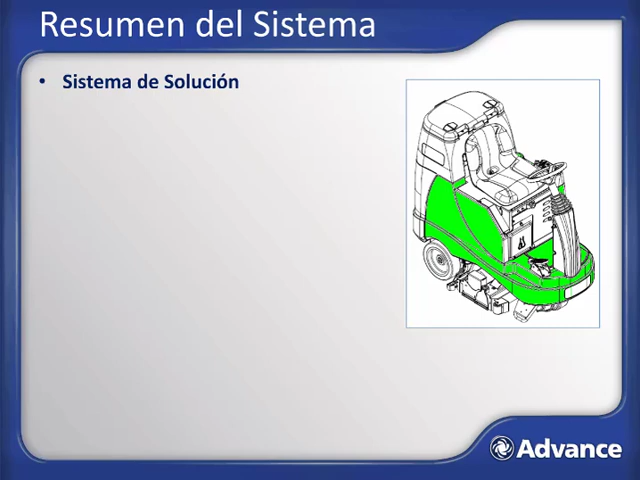 Resumen del Sistema
• Sistema de Solución
Advance